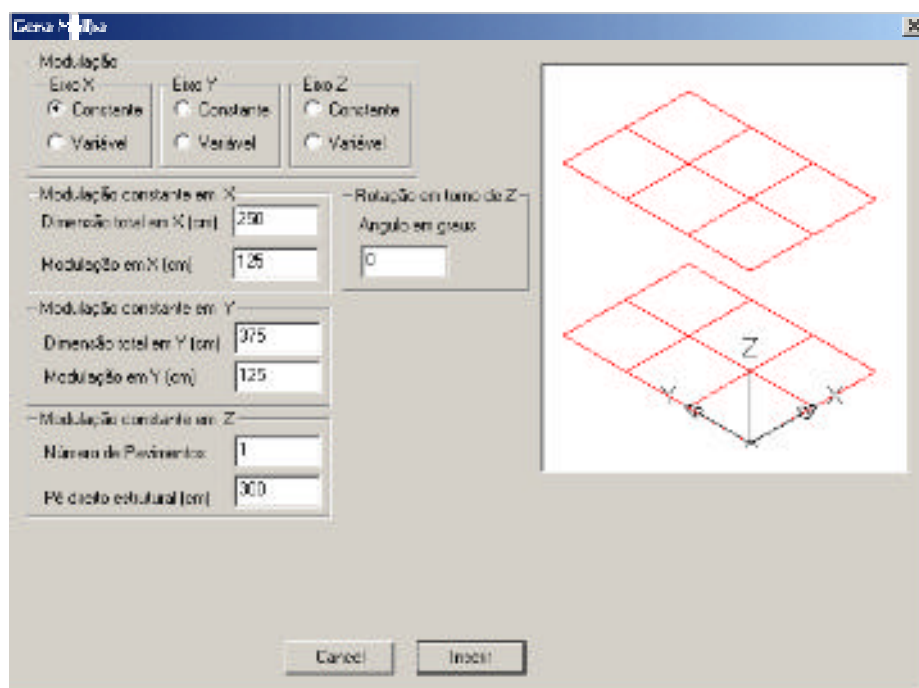 Gera Malha
Modulação
Eixo X Eixo Y Eixo Z
Constante Constante Constante
Variável Variável Variável
Modulação constante em X
Dimensão total em X (cm) 250
Modulação em X (cm) 125
Rotação em torno de Z
Angulo em graus
0
Modulação constante em Y
Dimensão total em Y (cm) 375
Modulação em Y (cm) 125
Modulação constante em Z
Número de Pavimentos 1
Pé direito estrutural (cm) 300
Z
Y X
Cancel Inserir